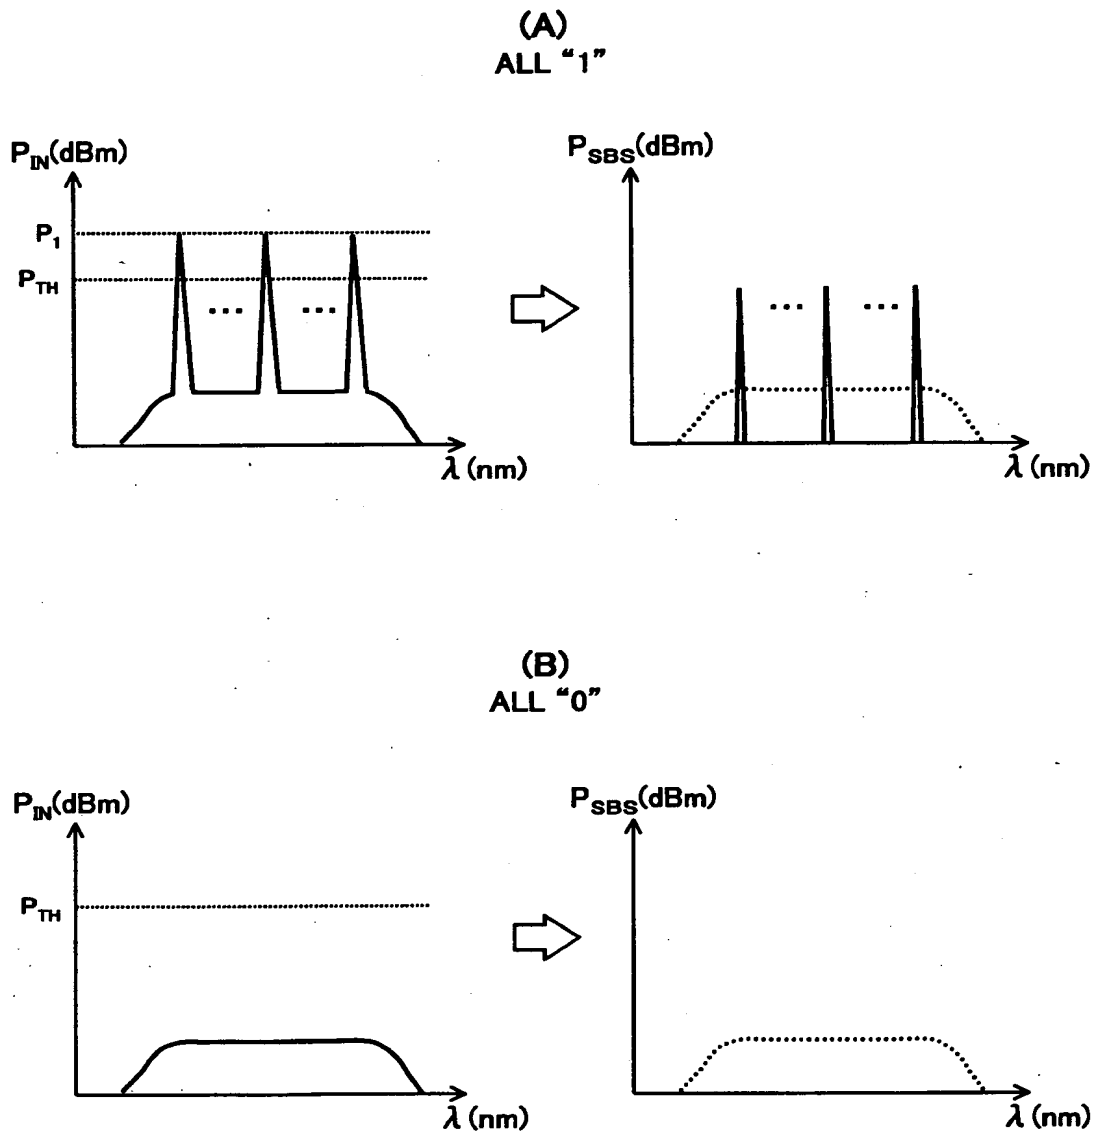 (A)
ALL “1”
P_IN(dBm)
P_1
P_TH
...
...
λ(nm)
P_SBS(dBm)
...
...
λ(nm)
(B)
ALL “0”
P_IN(dBm)
P_TH
λ(nm)
P_SBS(dBm)
λ(nm)